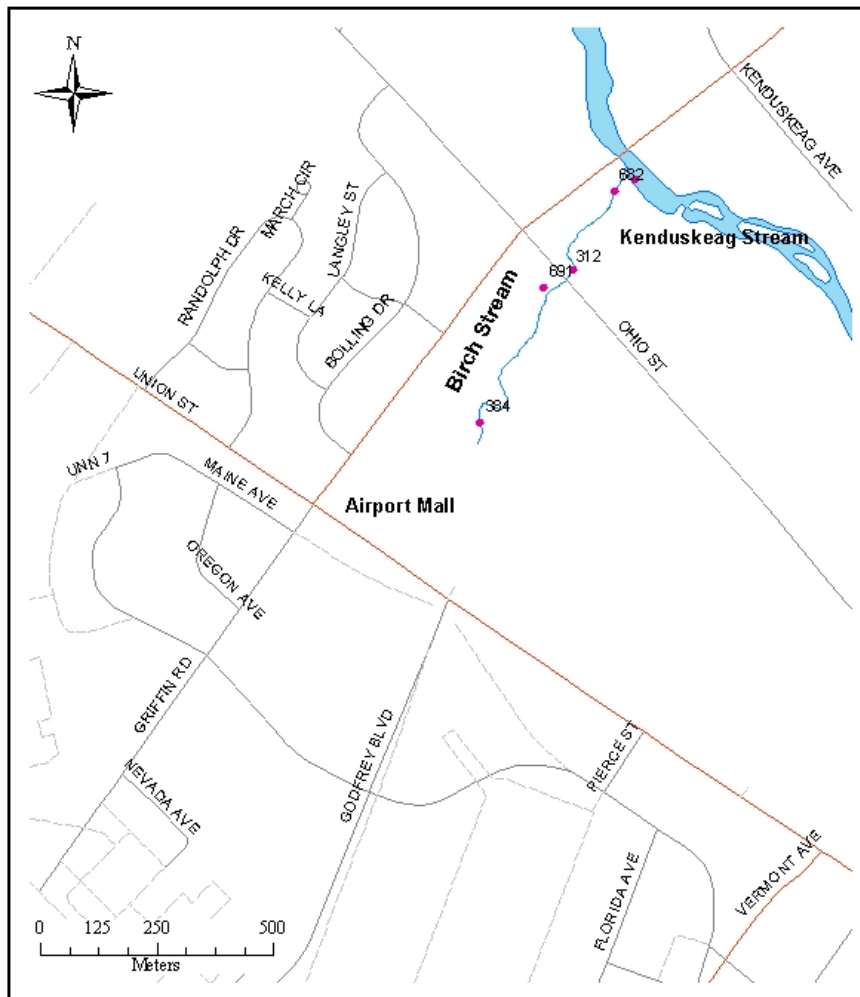 N
KENDUSKEAG AVE
682
MARCH CIR
LANGLEY ST
RANDOLPH DR
Kenduskeag Stream
312
691
KELLY LA
BOLLING DR
Birch Stream
OHIO ST
UNION ST
384
UNN 7
MAINE AVE
Airport Mall
OREGON AVE
GRIFFIN RD
GODFREY BLVD
PIERCE ST
NEVADA AVE
VERMONT AVE
FLORIDA AVE
0 125 250 500
Meters